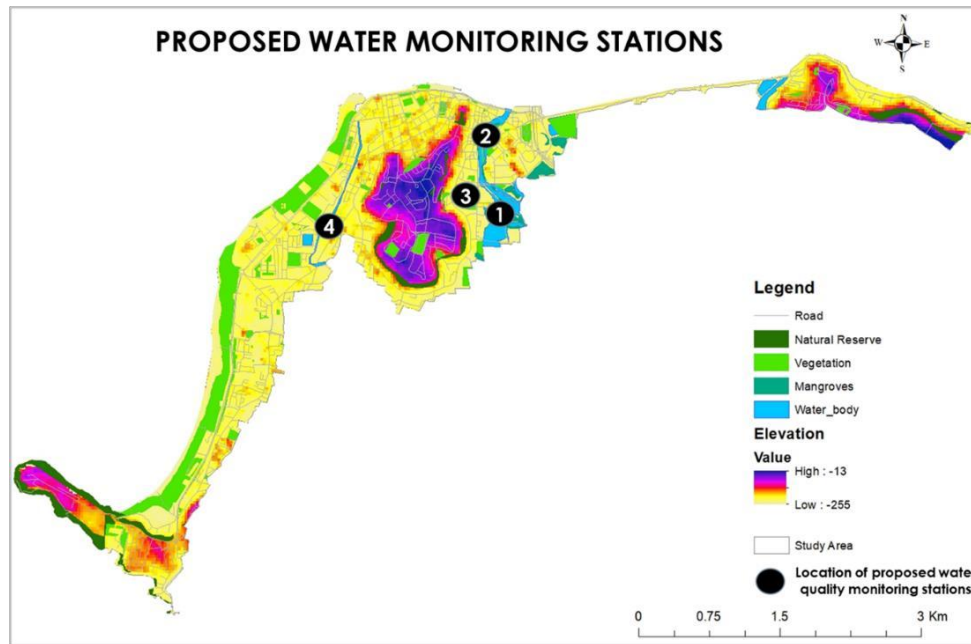 PROPOSED WATER MONITORING STATIONS
N
W E
S
2
3
1
4
Legend
Road
Natural Reserve
Vegetation
Mangroves
Water_body
Elevation
Value
High : -13
Low : -255
Study Area
Location of proposed water
quality monitoring stations
0 0.75 1.5 3 Km